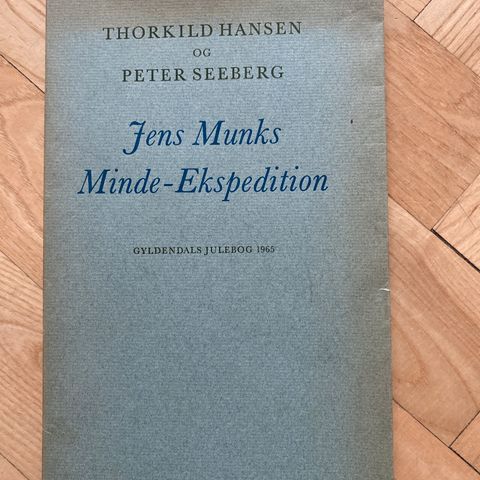 THORKILD HANSEN
OG
PETER SEEBERG
Jens Munks
Minde-Ekspedition
GYLDENDALS JULEBOG 1965